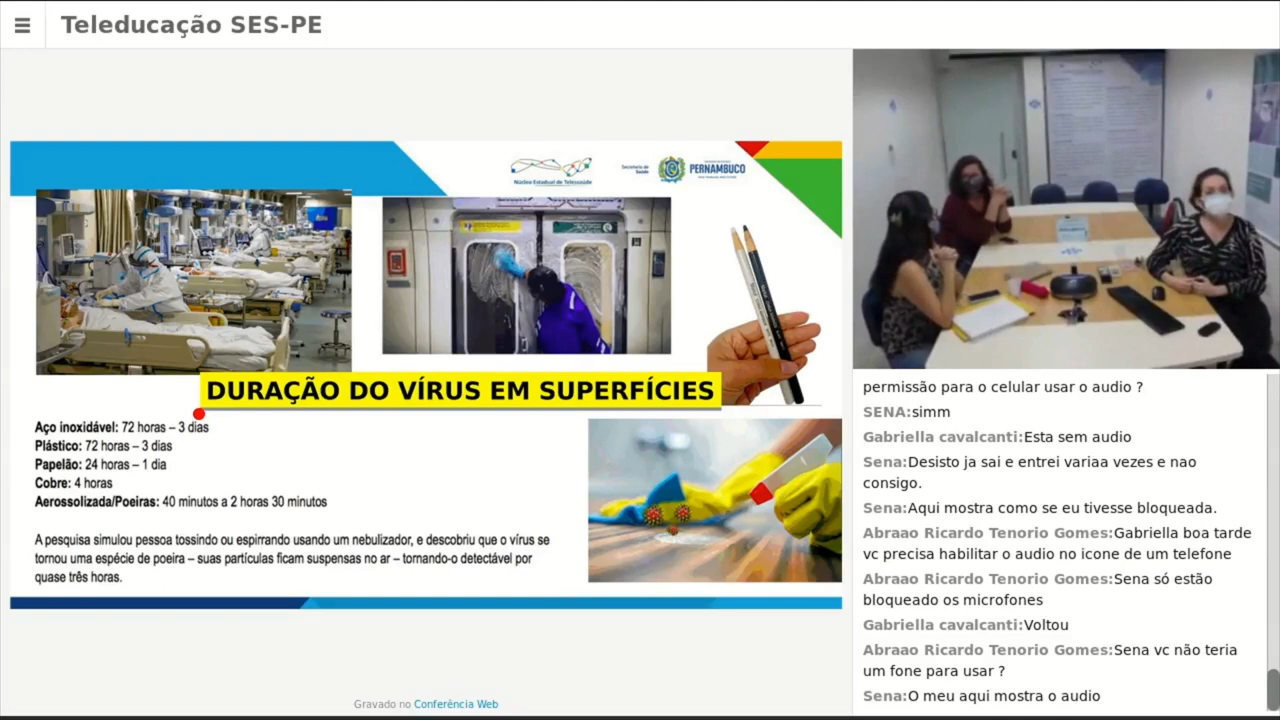 Teleducação SES-PE
Núcleo Estadual de Telessaúde
Secretaria de
Saúde
PERNAMBUCO
DURAÇÃO DO VÍRUS EM SUPERFÍCIES
Aço inoxidável: 72 horas – 3 dias
Plástico: 72 horas – 3 dias
Papelão: 24 horas – 1 dia
Cobre: 4 horas
Aerossolizada/Poeiras: 40 minutos a 2 horas 30 minutos
A pesquisa simulou pessoa tossindo ou espirrando usando um nebulizador, e descobriu que o vírus se
tornou uma espécie de poeira – suas partículas ficam suspensas no ar – tornando-o detectável por
quase três horas.
Gravado no Conferência Web
permissão para o celular usar o audio ?
SENA:simm
Gabriella cavalcanti:Esta sem audio
Sena:Desisto ja sai e entrei variaa vezes e nao
consigo.
Sena:Aqui mostra como se eu tivesse bloqueada.
Abraao Ricardo Tenorio Gomes:Gabriella boa tarde
vc precisa habilitar o audio no icone de um telefone
Abraao Ricardo Tenorio Gomes:Sena só estão
bloqueado os microfones
Gabriella cavalcanti:Voltou
Abraao Ricardo Tenorio Gomes:Sena vc não teria
um fone para usar ?
Sena:O meu aqui mostra o audio